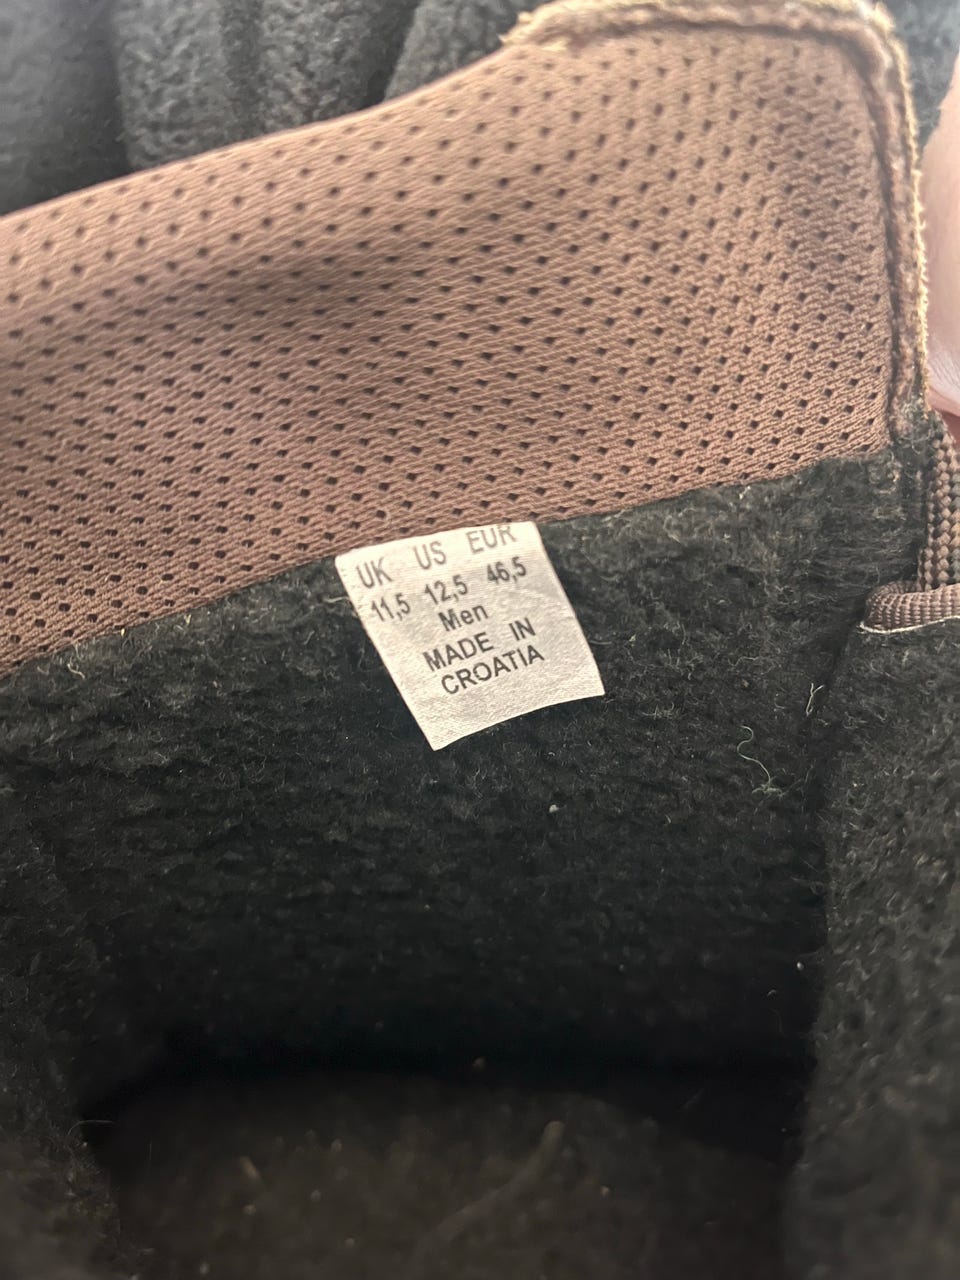 UK US EUR
11,5 12,5 46,5
Men
MADE IN
CROATIA